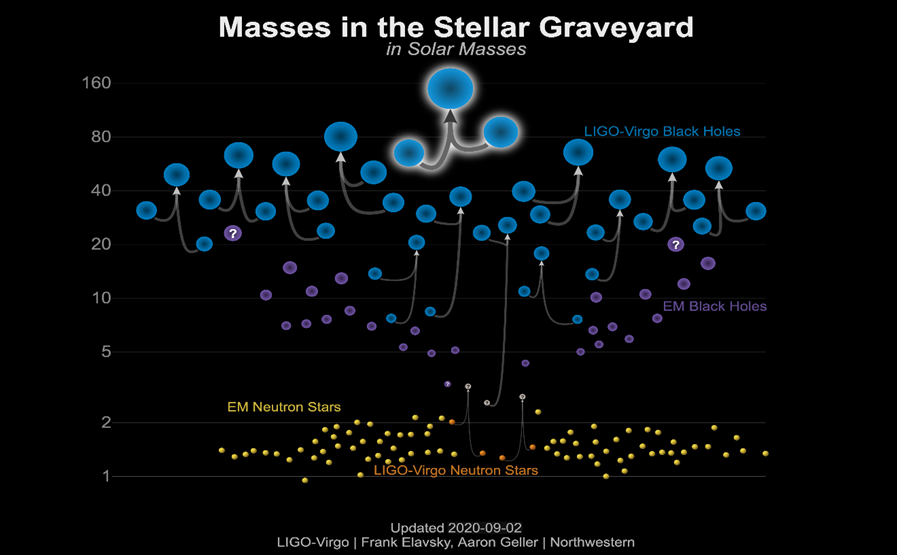 Masses in the Stellar Graveyard
in Solar Masses
160
LIGO-Virgo Black Holes
80
40
?
?
20
10
EM Black Holes
5
?
?
?
?
EM Neutron Stars
2
LIGO-Virgo Neutron Stars
1
Updated 2020-09-02
LIGO-Virgo | Frank Elavsky, Aaron Geller | Northwestern